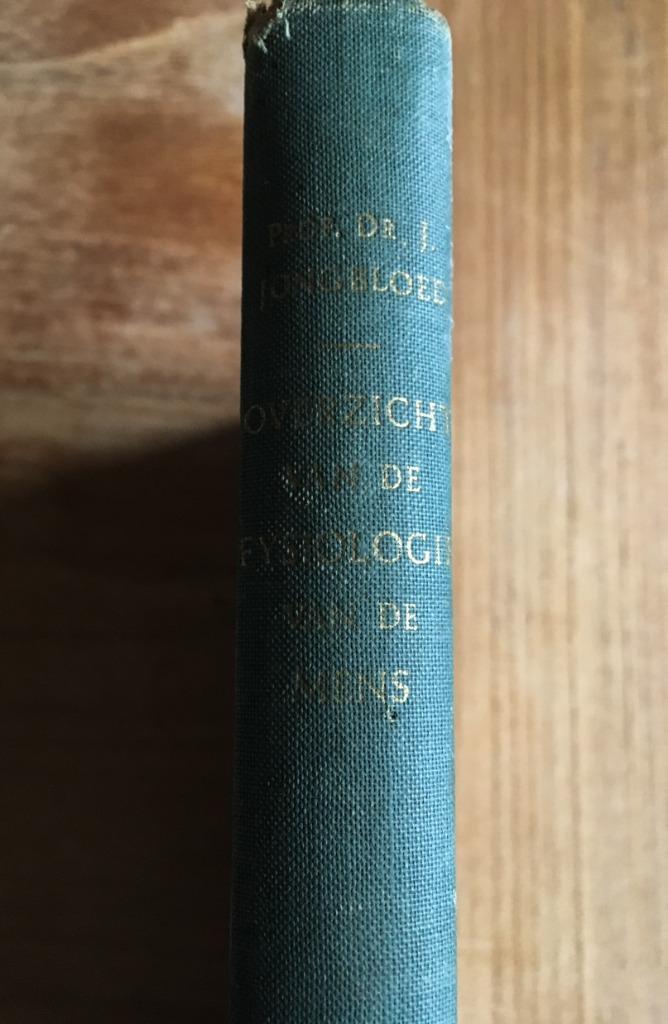 PROF. DR. J.
JONGBLOED
OVERZICHT
VAN DE
FYSIOLOGIE
VAN DE
MENS